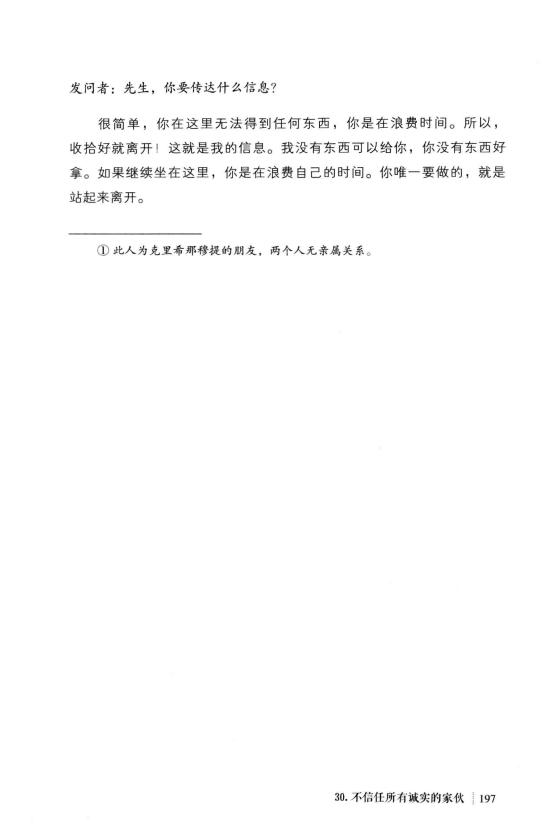 发问者：先生，你要传达什么信息？
很简单，你在这里无法得到任何东西，你是在浪费时间。所以，
收拾好就离开！这就是我的信息。我没有东西可以给你，你没有东西好
拿。如果继续坐在这里，你是在浪费自己的时间。你唯一要做的，就是
站起来离开。
① 此人为克里希那穆提的朋友，两个人无亲属关系。
30. 不信任所有诚实的家伙 197